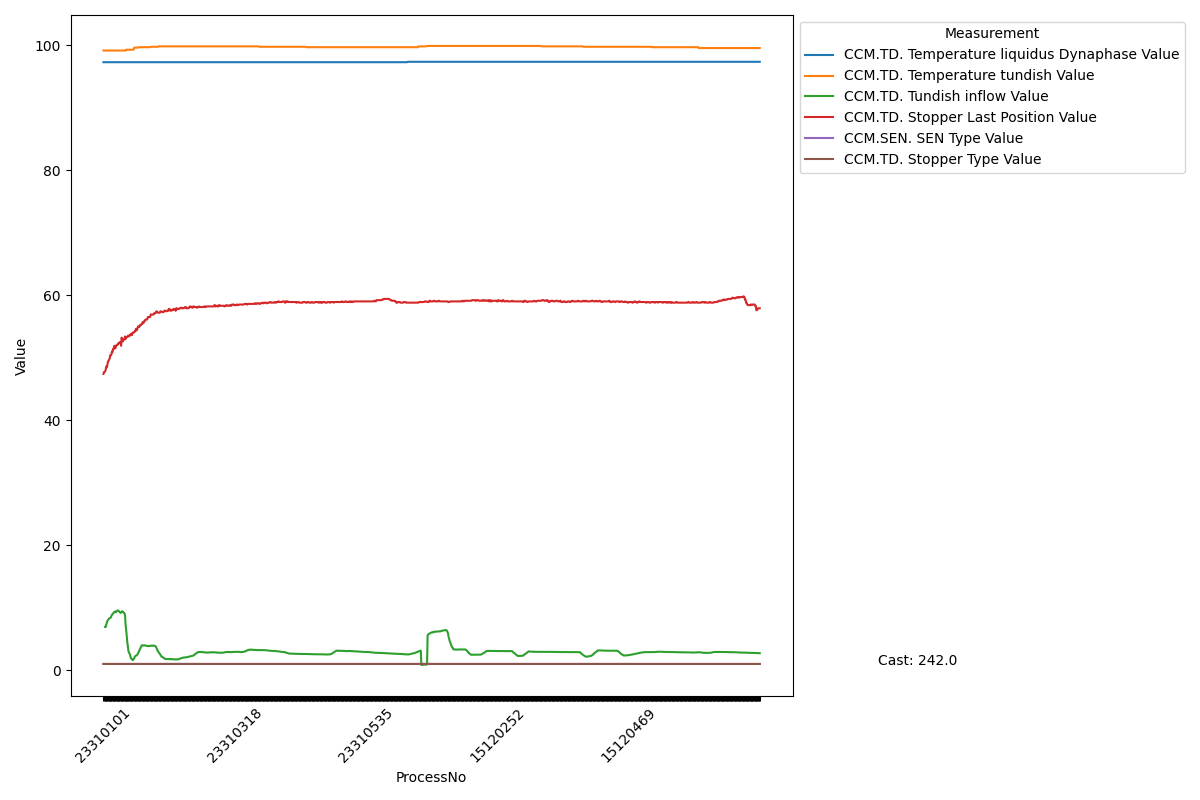 Measurement
CCM.TD. Temperature liquidus Dynaphase Value
CCM.TD. Temperature tundish Value
CCM.TD. Tundish inflow Value
CCM.TD. Stopper Last Position Value
CCM.SEN. SEN Type Value
CCM.TD. Stopper Type Value
100
80
60
40
20
0
Value
Cast: 242.0
23310101
23310318
23310535
15120252
15120469
ProcessNo